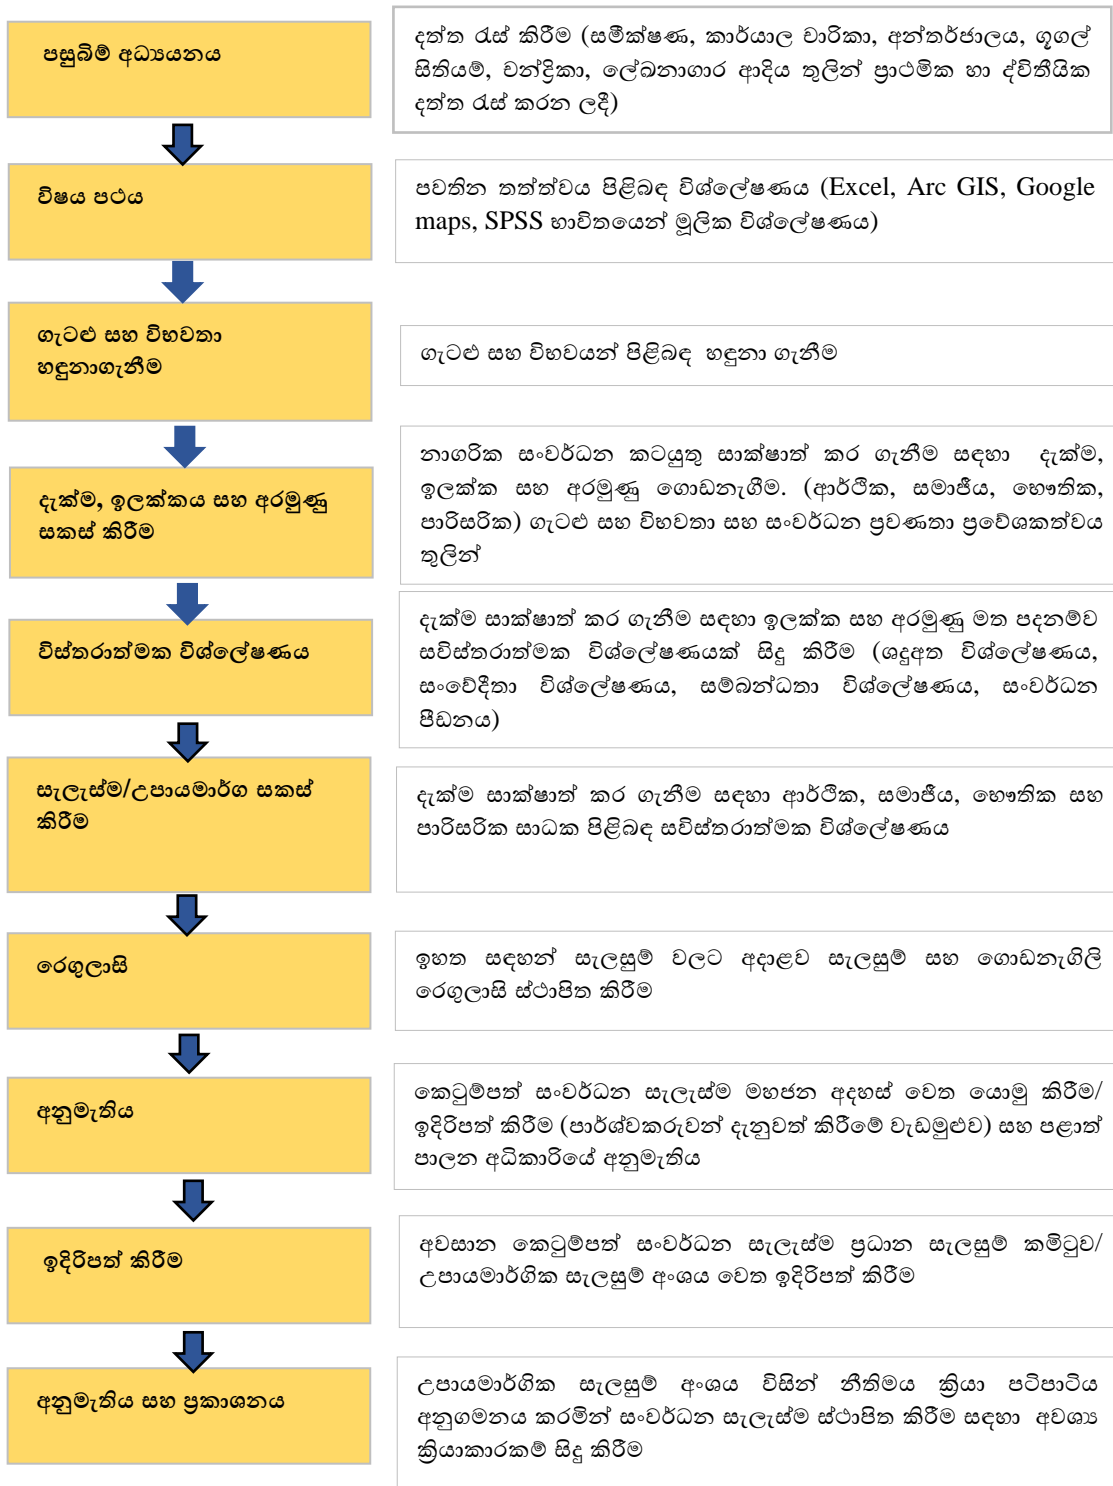 පසුබිම් අධ්‍යයනය
දත්ත රැස් කිරීම (සමීක්ෂණ, කාර්යාල චාරිකා, අන්තර්ජාලය, ගූගල්
සිතියම්, චන්ද්‍රිකා, ලේඛනාගාර ආදිය තුලින් ප්‍රාථමික හා ද්විතීයික
දත්ත රැස් කරන ලදී)
විෂය පථය
පවතින තත්ත්වය පිළිබඳ විශ්ලේෂණය (Excel, Arc GIS, Google
maps, SPSS භාවිතයෙන් මූලික විශ්ලේෂණය)
ගැටළු සහ විභවතා
හඳුනාගැනීම
ගැටළු සහ විභවයන් පිළිබඳ හඳුනා ගැනීම
දැක්ම, ඉලක්කය සහ අරමුණු
සකස් කිරීම
නාගරික සංවර්ධන කටයුතු සාක්ෂාත් කර ගැනීම සඳහා දැක්ම,
ඉලක්ක සහ අරමුණු ගොඩනැගීම. (ආර්ථික, සමාජීය, භෞතික,
පාරිසරික) ගැටළු සහ විභවතා සහ සංවර්ධන ප්‍රවණතා ප්‍රවේශකත්වය
තුලින්
විස්තරාත්මක විශ්ලේෂණය
දැක්ම සාක්ෂාත් කර ගැනීම සඳහා ඉලක්ක සහ අරමුණු මත පදනම්ව
සවිස්තරාත්මක විශ්ලේෂණයක් සිදු කිරීම (ශදුඅත විශ්ලේෂණය,
සංවේදීතා විශ්ලේෂණය, සම්බන්ධතා විශ්ලේෂණය, සංවර්ධන
පීඩනය)
සැලැස්ම/උපායමාර්ග සකස්
කිරීම
දැක්ම සාක්ෂාත් කර ගැනීම සඳහා ආර්ථික, සමාජීය, භෞතික සහ
පාරිසරික සාධක පිළිබඳ සවිස්තරාත්මක විශ්ලේෂණය
රෙගුලාසි
ඉහත සඳහන් සැලසුම් වලට අදාළව සැලසුම් සහ ගොඩනැගිලි
රෙගුලාසි ස්ථාපිත කිරීම
අනුමැතිය
කෙටුම්පත් සංවර්ධන සැලැස්ම මහජන අදහස් වෙත යොමු කිරීම/
ඉදිරිපත් කිරීම (පාර්ශ්වකරුවන් දැනුවත් කිරීමේ වැඩමුළුව) සහ පළාත්
පාලන අධිකාරියේ අනුමැතිය
ඉදිරිපත් කිරීම
අවසාන කෙටුම්පත් සංවර්ධන සැලැස්ම ප්‍රධාන සැලසුම් කමිටුව/
උපායමාර්ගික සැලසුම් අංශය වෙත ඉදිරිපත් කිරීම
අනුමැතිය සහ ප්‍රකාශනය
උපායමාර්ගික සැලසුම් අංශය විසින් නීතිමය ක්‍රියා පටිපාටිය
අනුගමනය කරමින් සංවර්ධන සැලැස්ම ස්ථාපිත කිරීම සඳහා අවශ්‍ය
ක්‍රියාකාරකම් සිදු කිරීම